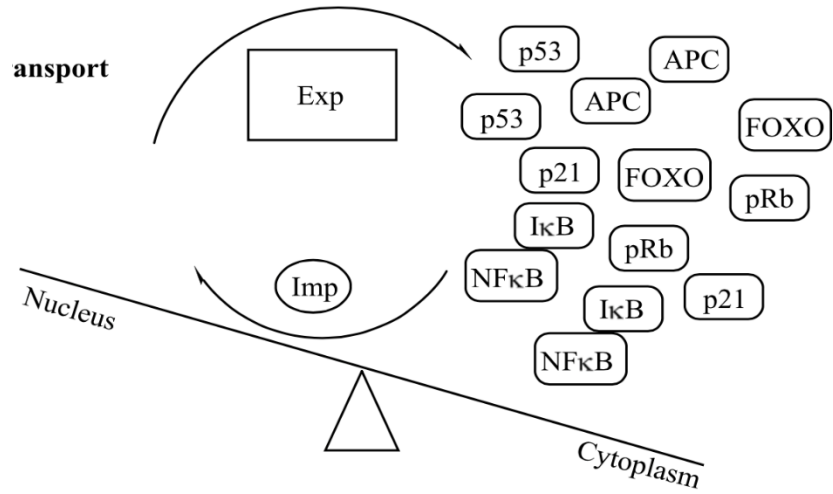 ansport
Exp
p53
APC
APC
p53
FOXO
p21
FOXO
pRb
IκB
pRb
NFκB
Imp
p21
IκB
NFκB
Nucleus
Cytoplasm